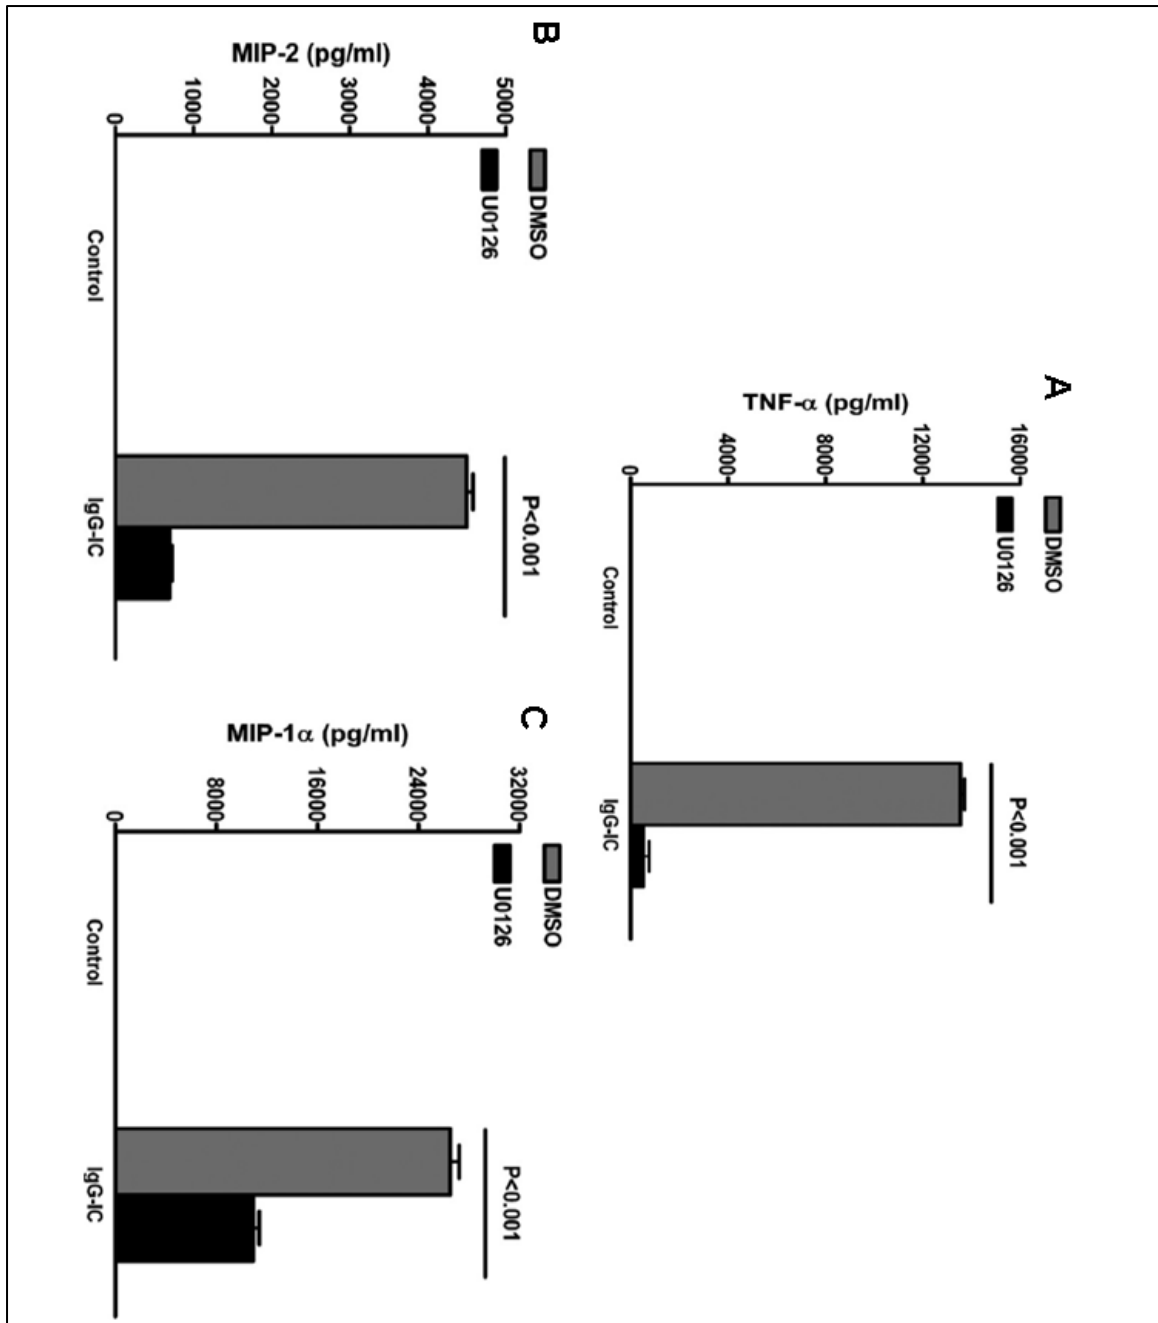 A
DMSO
U0126
TNF-α (pg/ml)
16000
12000
8000
4000
0
P<0.001
Control
IgG-IC
B
DMSO
U0126
MIP-2 (pg/ml)
5000
4000
3000
2000
1000
0
P<0.001
Control
IgG-IC
C
DMSO
U0126
MIP-1α (pg/ml)
32000
24000
16000
8000
0
P<0.001
Control
IgG-IC